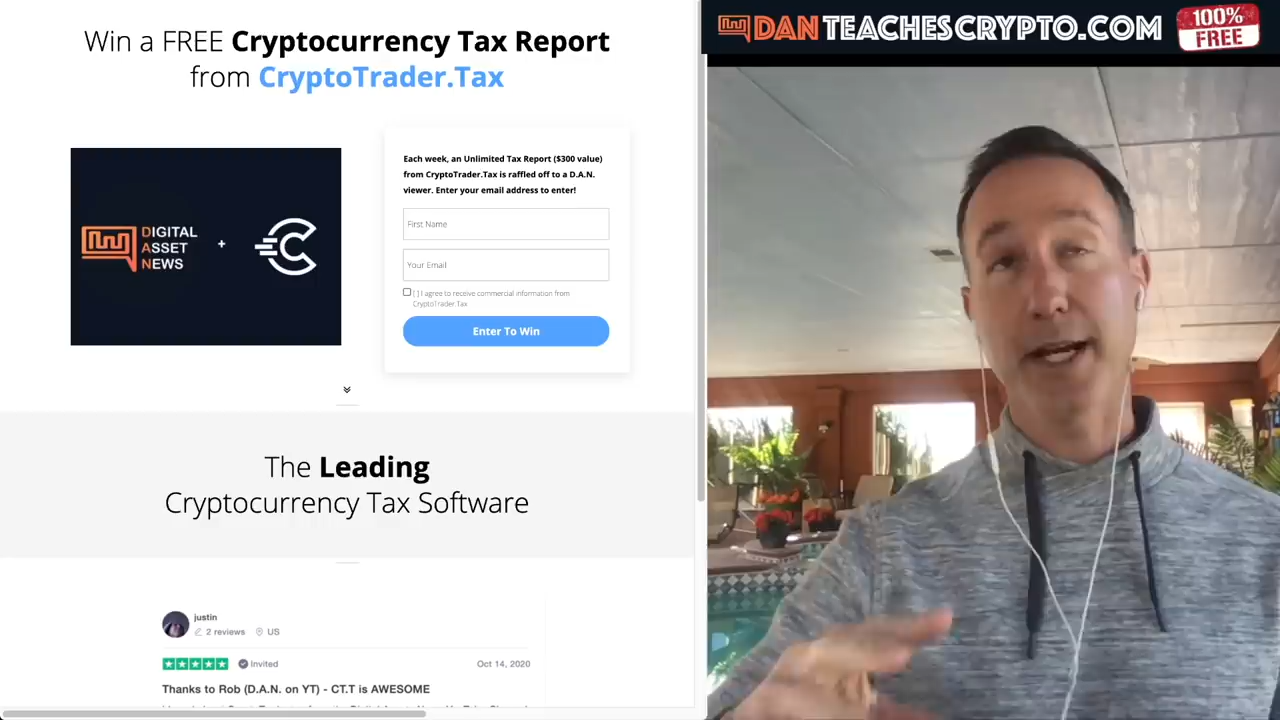 Win a FREE Cryptocurrency Tax Report
from CryptoTrader.Tax
DIGITAL
ASSET
NEWS
+
Each week, an Unlimited Tax Report ($300 value)
from CryptoTrader.Tax is raffled off to a D.A.N.
viewer. Enter your email address to enter!
First Name
Your Email
[ ] I agree to receive commercial information from
CryptoTrader.Tax
Enter To Win
The Leading
Cryptocurrency Tax Software
justin
2 reviews US
Invited Oct 14, 2020
Thanks to Rob (D.A.N. on YT) - CT.T is AWESOME
DANTEACHESCRYPTO.COM
100%
FREE